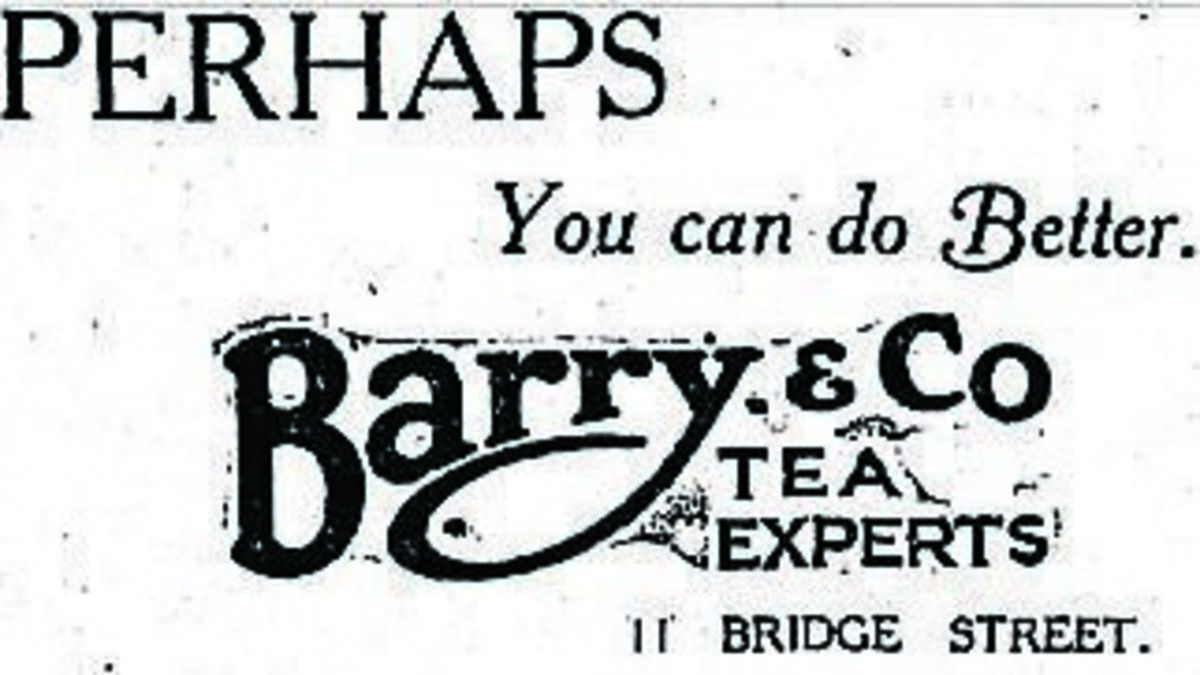 PERHAPS
You can do Better.
Barry. & Co
TEA
EXPERTS
11 BRIDGE STREET.